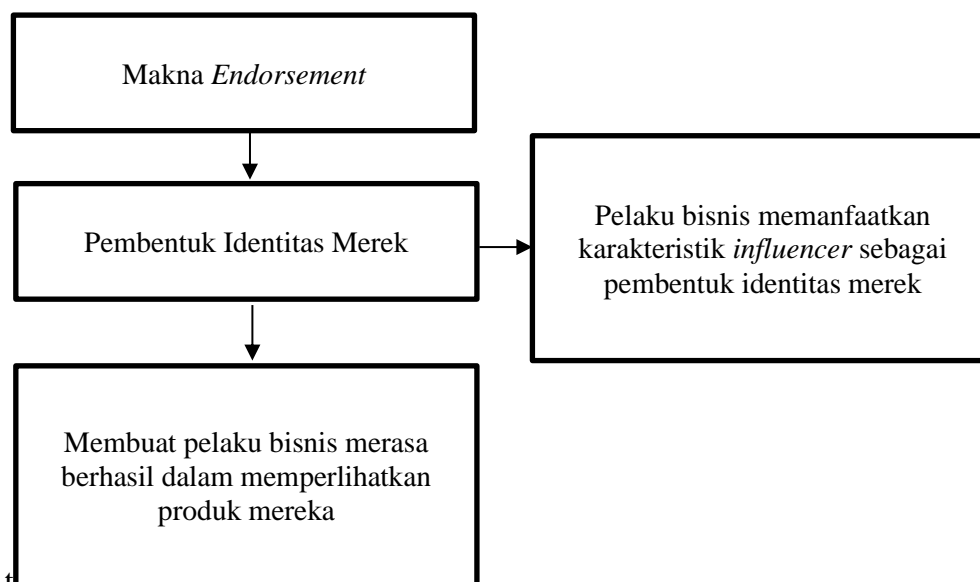 Makna Endorsement
Pembentuk Identitas Merek
Pelaku bisnis memanfaatkan
karakteristik influencer sebagai
pembentuk identitas merek
Membuat pelaku bisnis merasa
berhasil dalam memperlihatkan
produk mereka
t